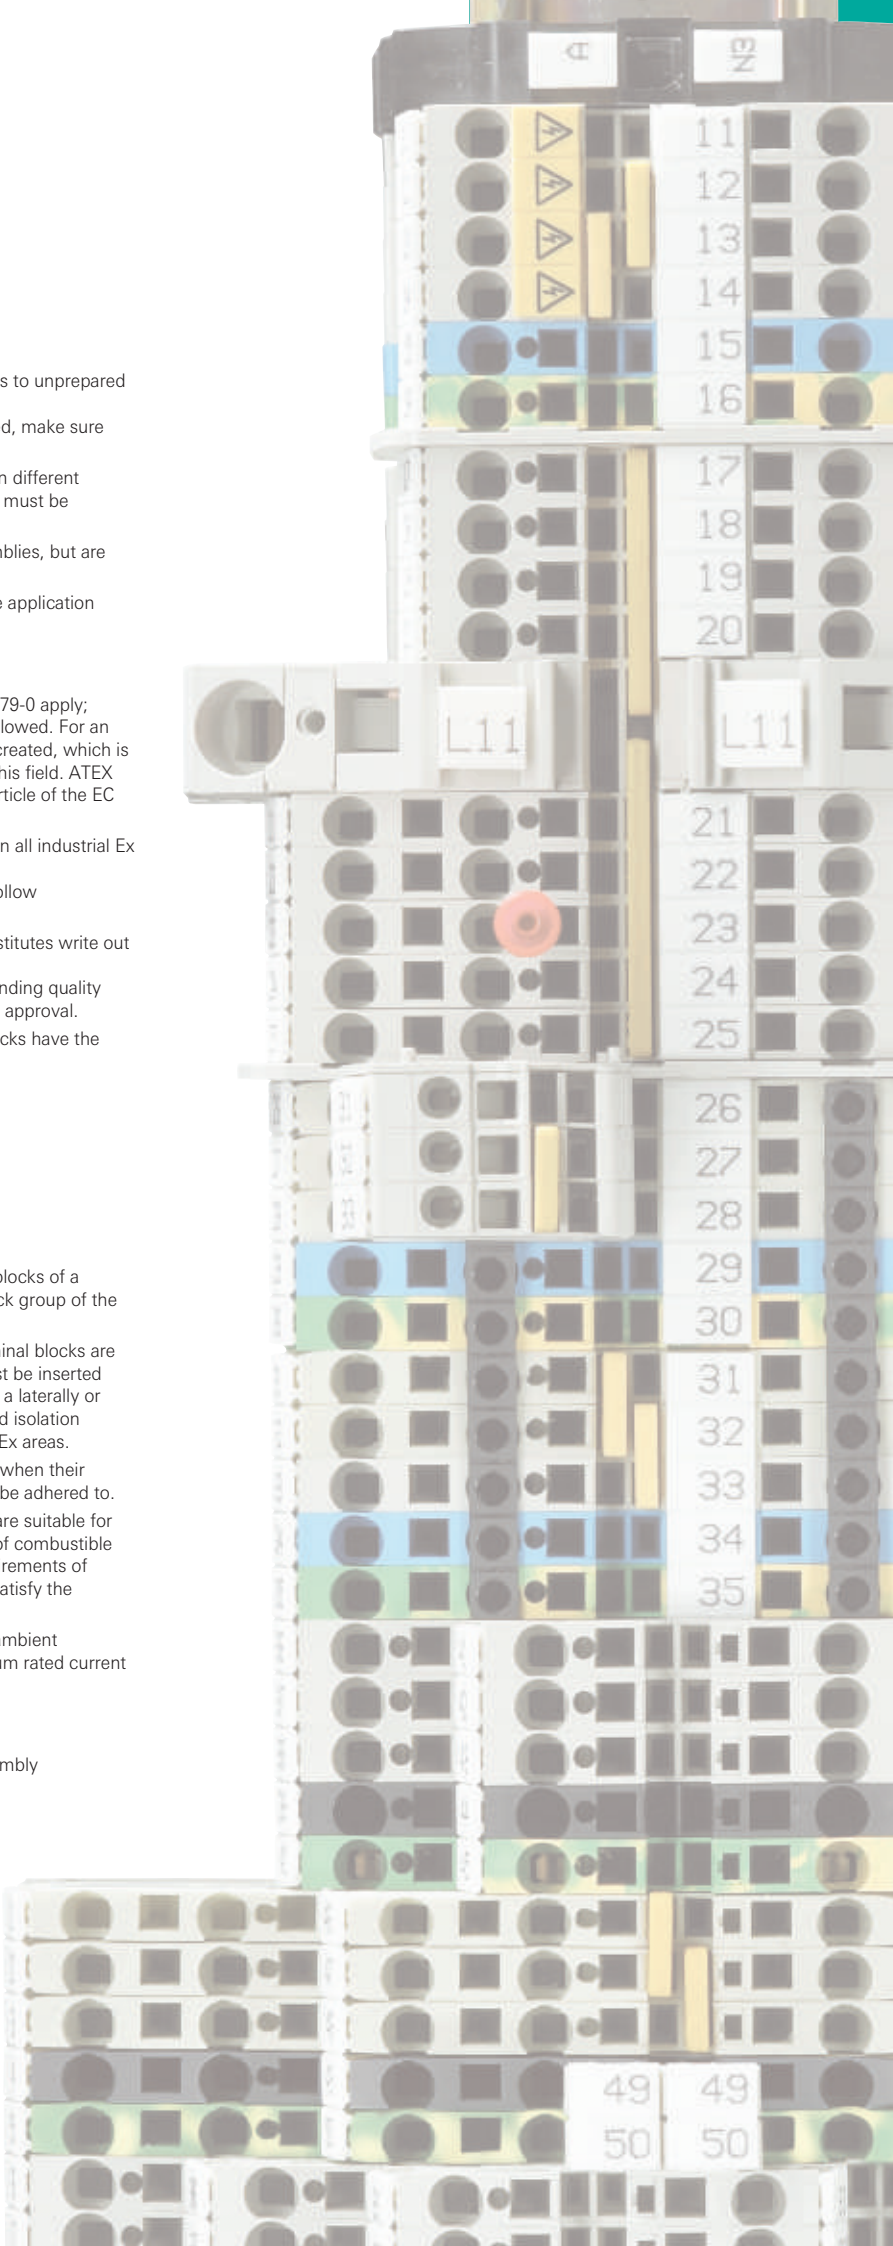 A
EN
11
12
13
14
15
16
s to unprepared
d, make sure
17
n different
must be
18
blies, but are
19
e application
20
79-0 apply;
lowed. For an
L11 L11
created, which is
his field. ATEX
rticle of the EC
21
n all industrial Ex
22
ollow
23
stitutes write out
24
nding quality
approval.
25
cks have the
26
27
28
29
blocks of a
ck group of the
30
ninal blocks are
31
st be inserted
a laterally or
d isolation
32
Ex areas.
when their
33
be adhered to.
are suitable for
34
of combustible
rements of
35
atisfy the
ambient
um rated current
mbly
49 49
50 50